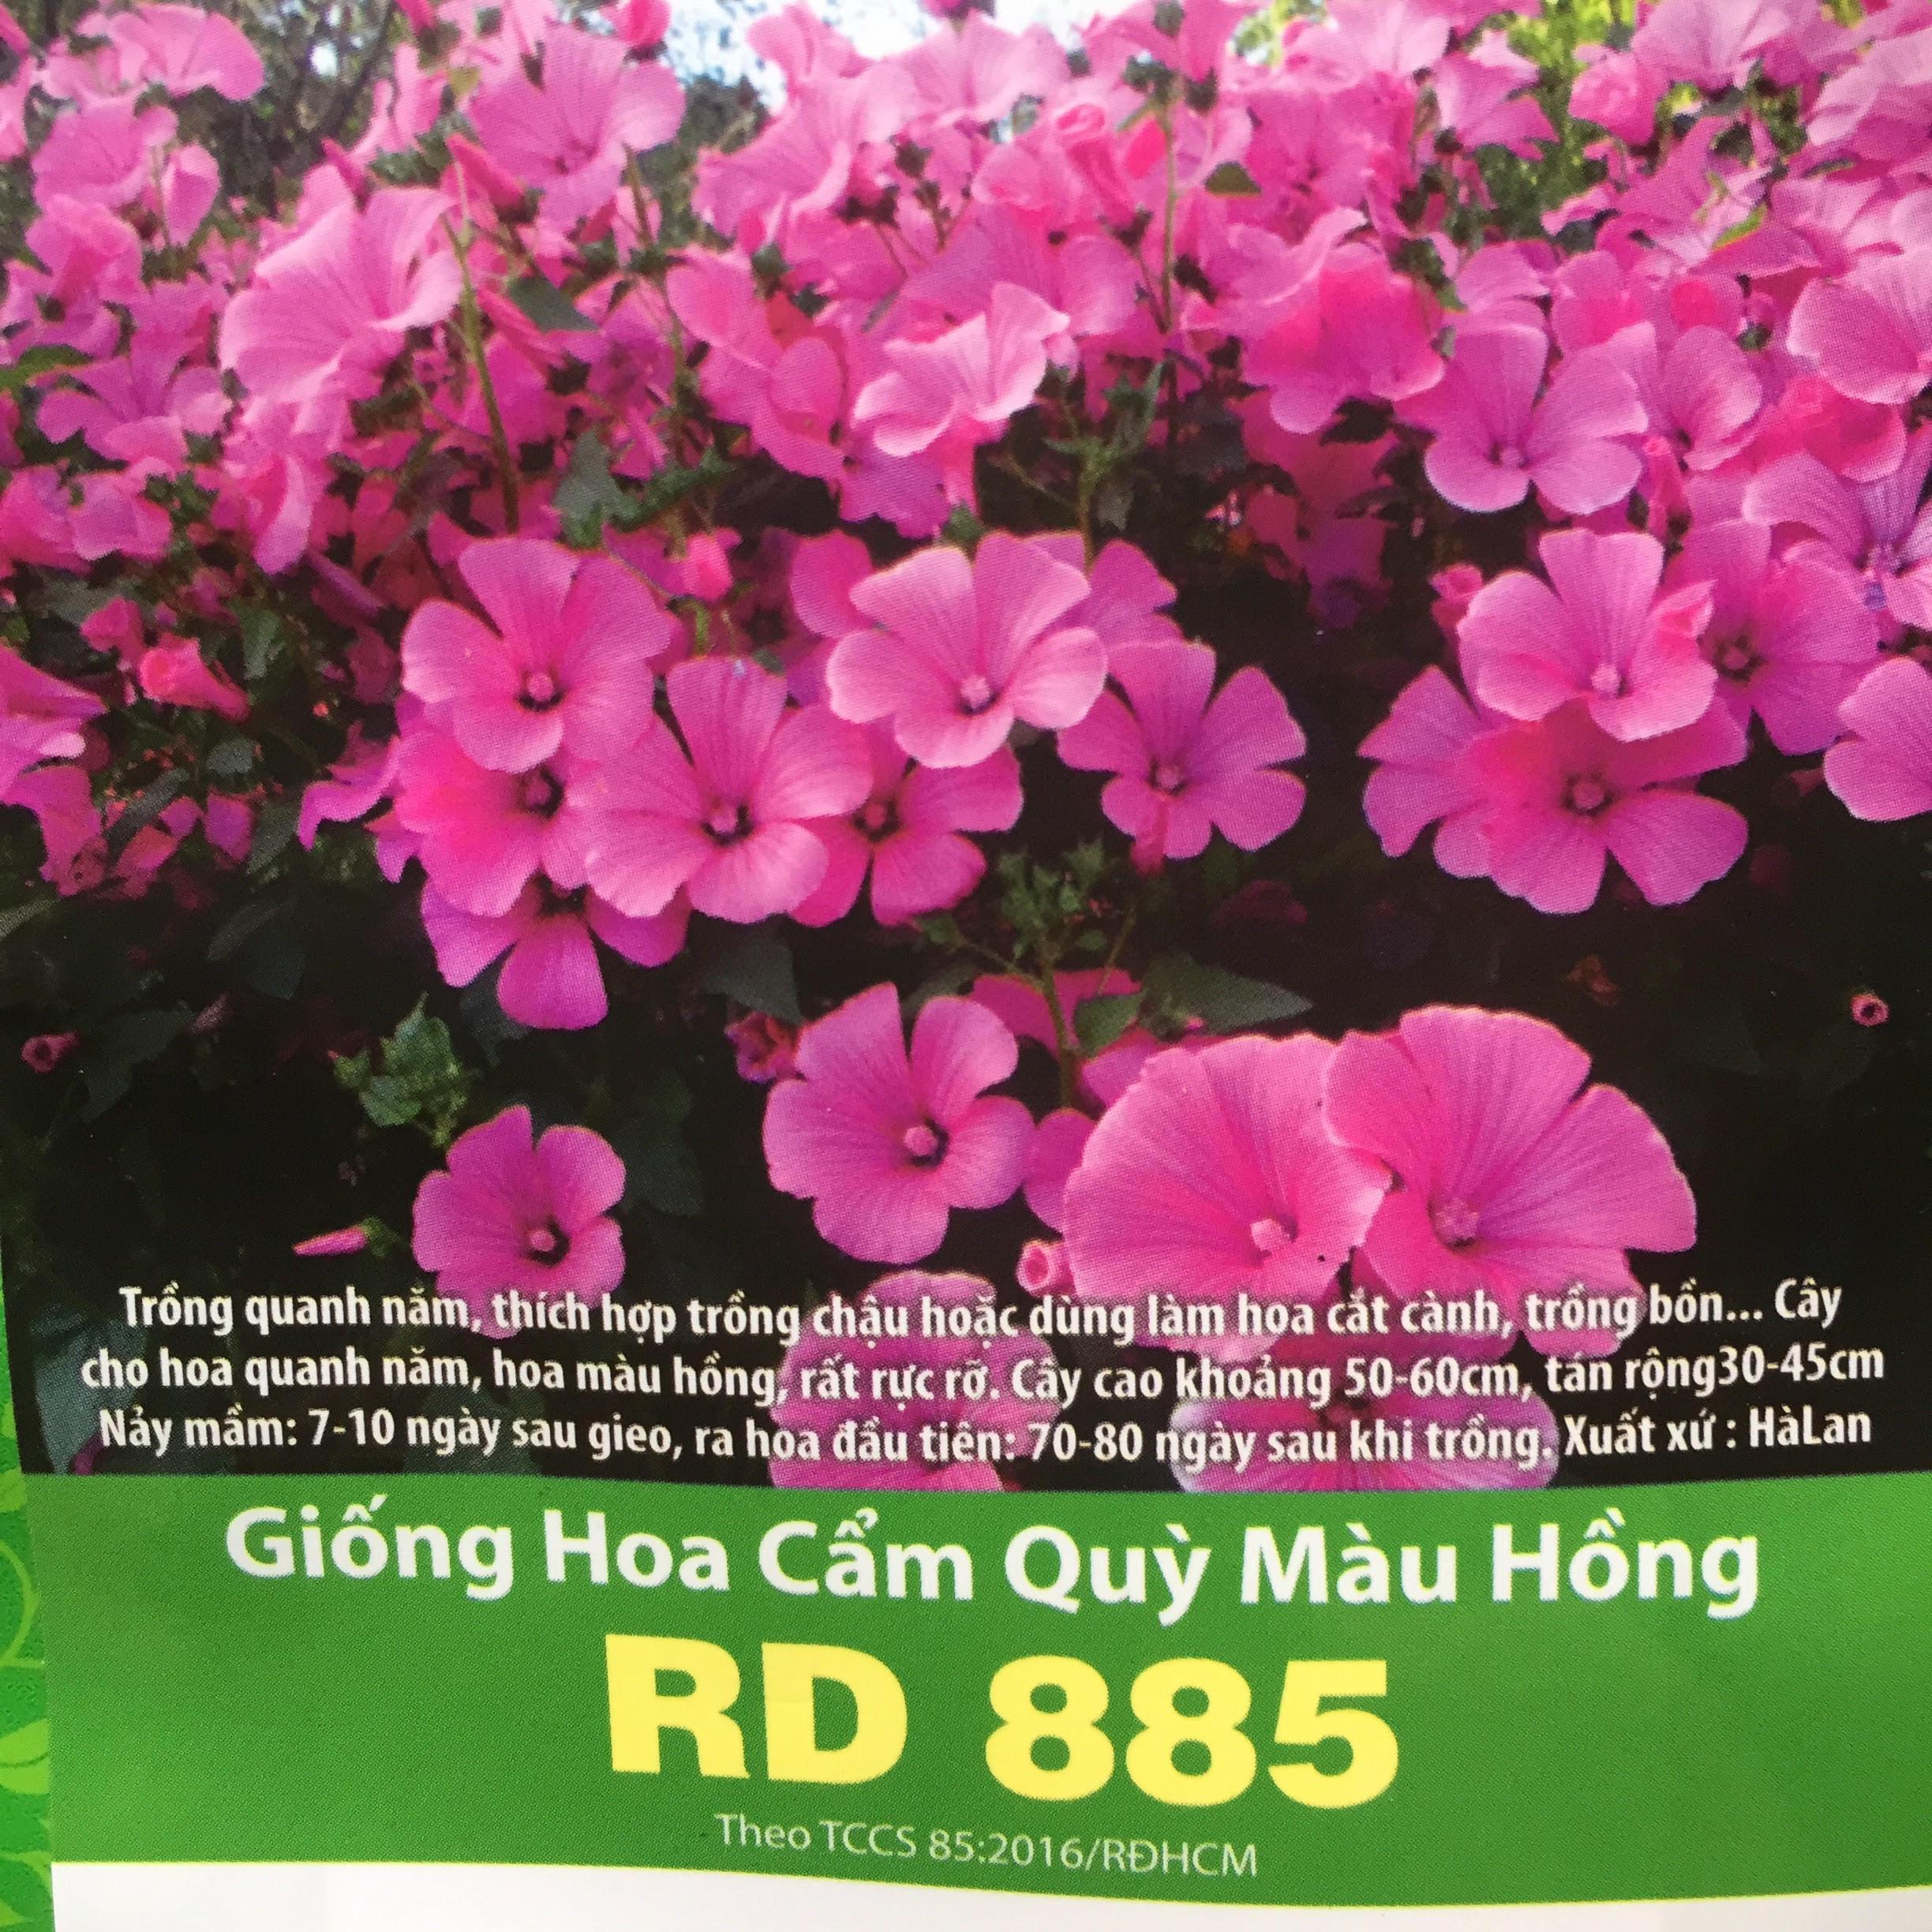 Trồng quanh năm, thích hợp trồng chậu hoặc dùng làm hoa cắt cành, trồng bồn... Cây
cho hoa quanh năm, hoa màu hồng, rất rực rỡ. Cây cao khoảng 50-60cm, tán rộng30-45cm
Nảy mầm: 7-10 ngày sau gieo, ra hoa đầu tiên: 70-80 ngày sau khi trồng. Xuất xứ : HàLan
Giống Hoa Cẩm Quỳ Màu Hồng
RD 885
Theo TCCS 85:2016/RĐHCM